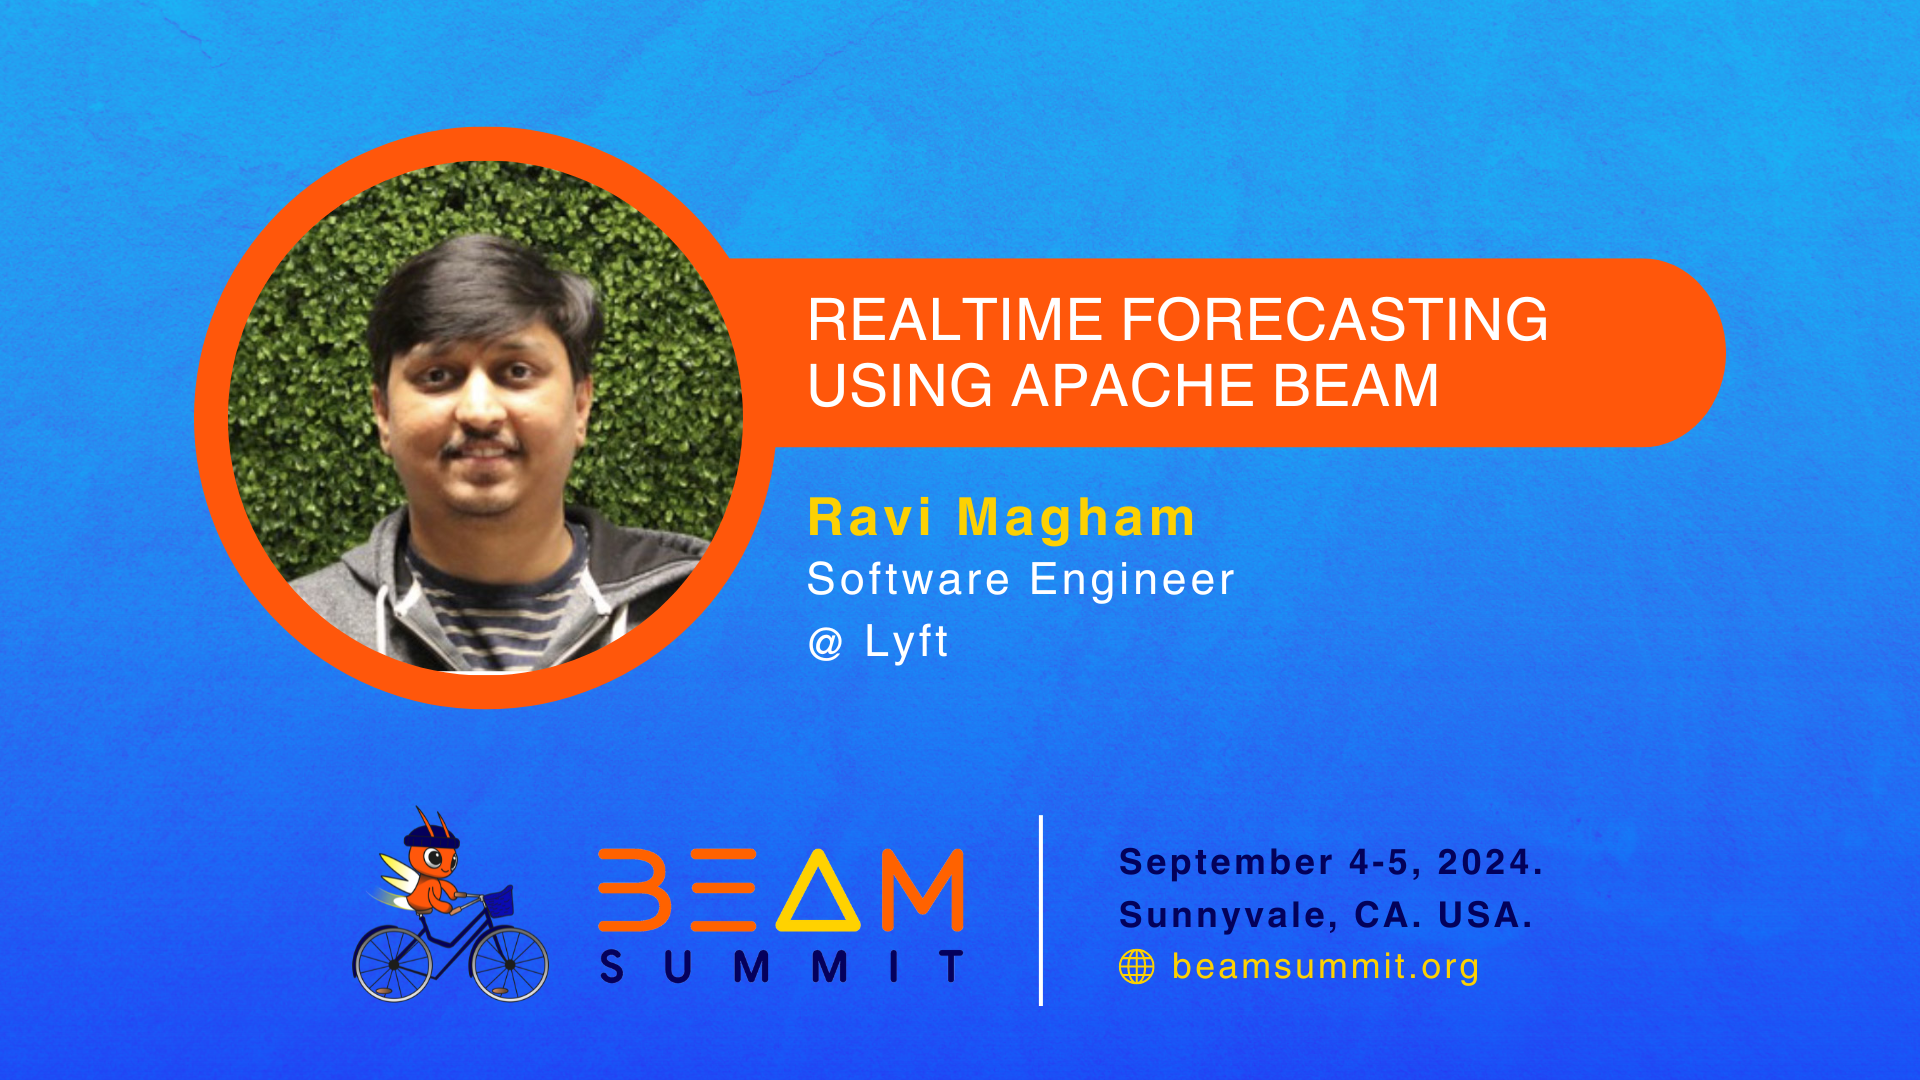 REALTIME FORECASTING
USING APACHE BEAM
Ravi Magham
Software Engineer
@ Lyft
BEAM
SUMMIT
September 4-5, 2024.
Sunnyvale, CA. USA.
beamsummit.org